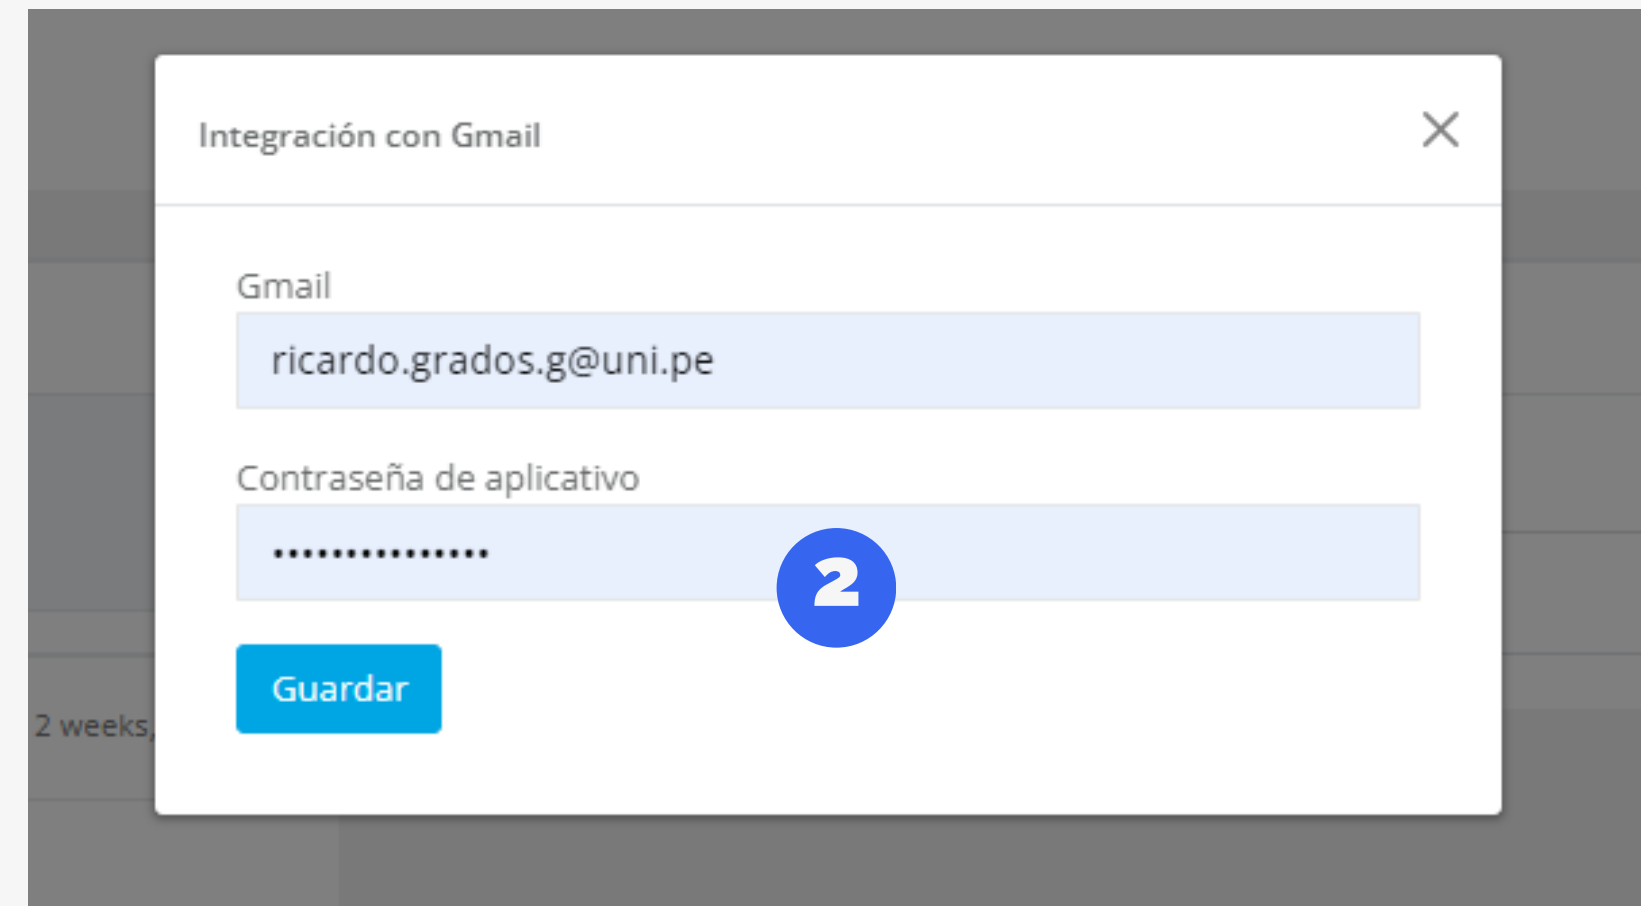 Integración con Gmail
Gmail
ricardo.grados.g@uni.pe
Contraseña de aplicativo
•••••••••••••••
2
Guardar
2 weeks,